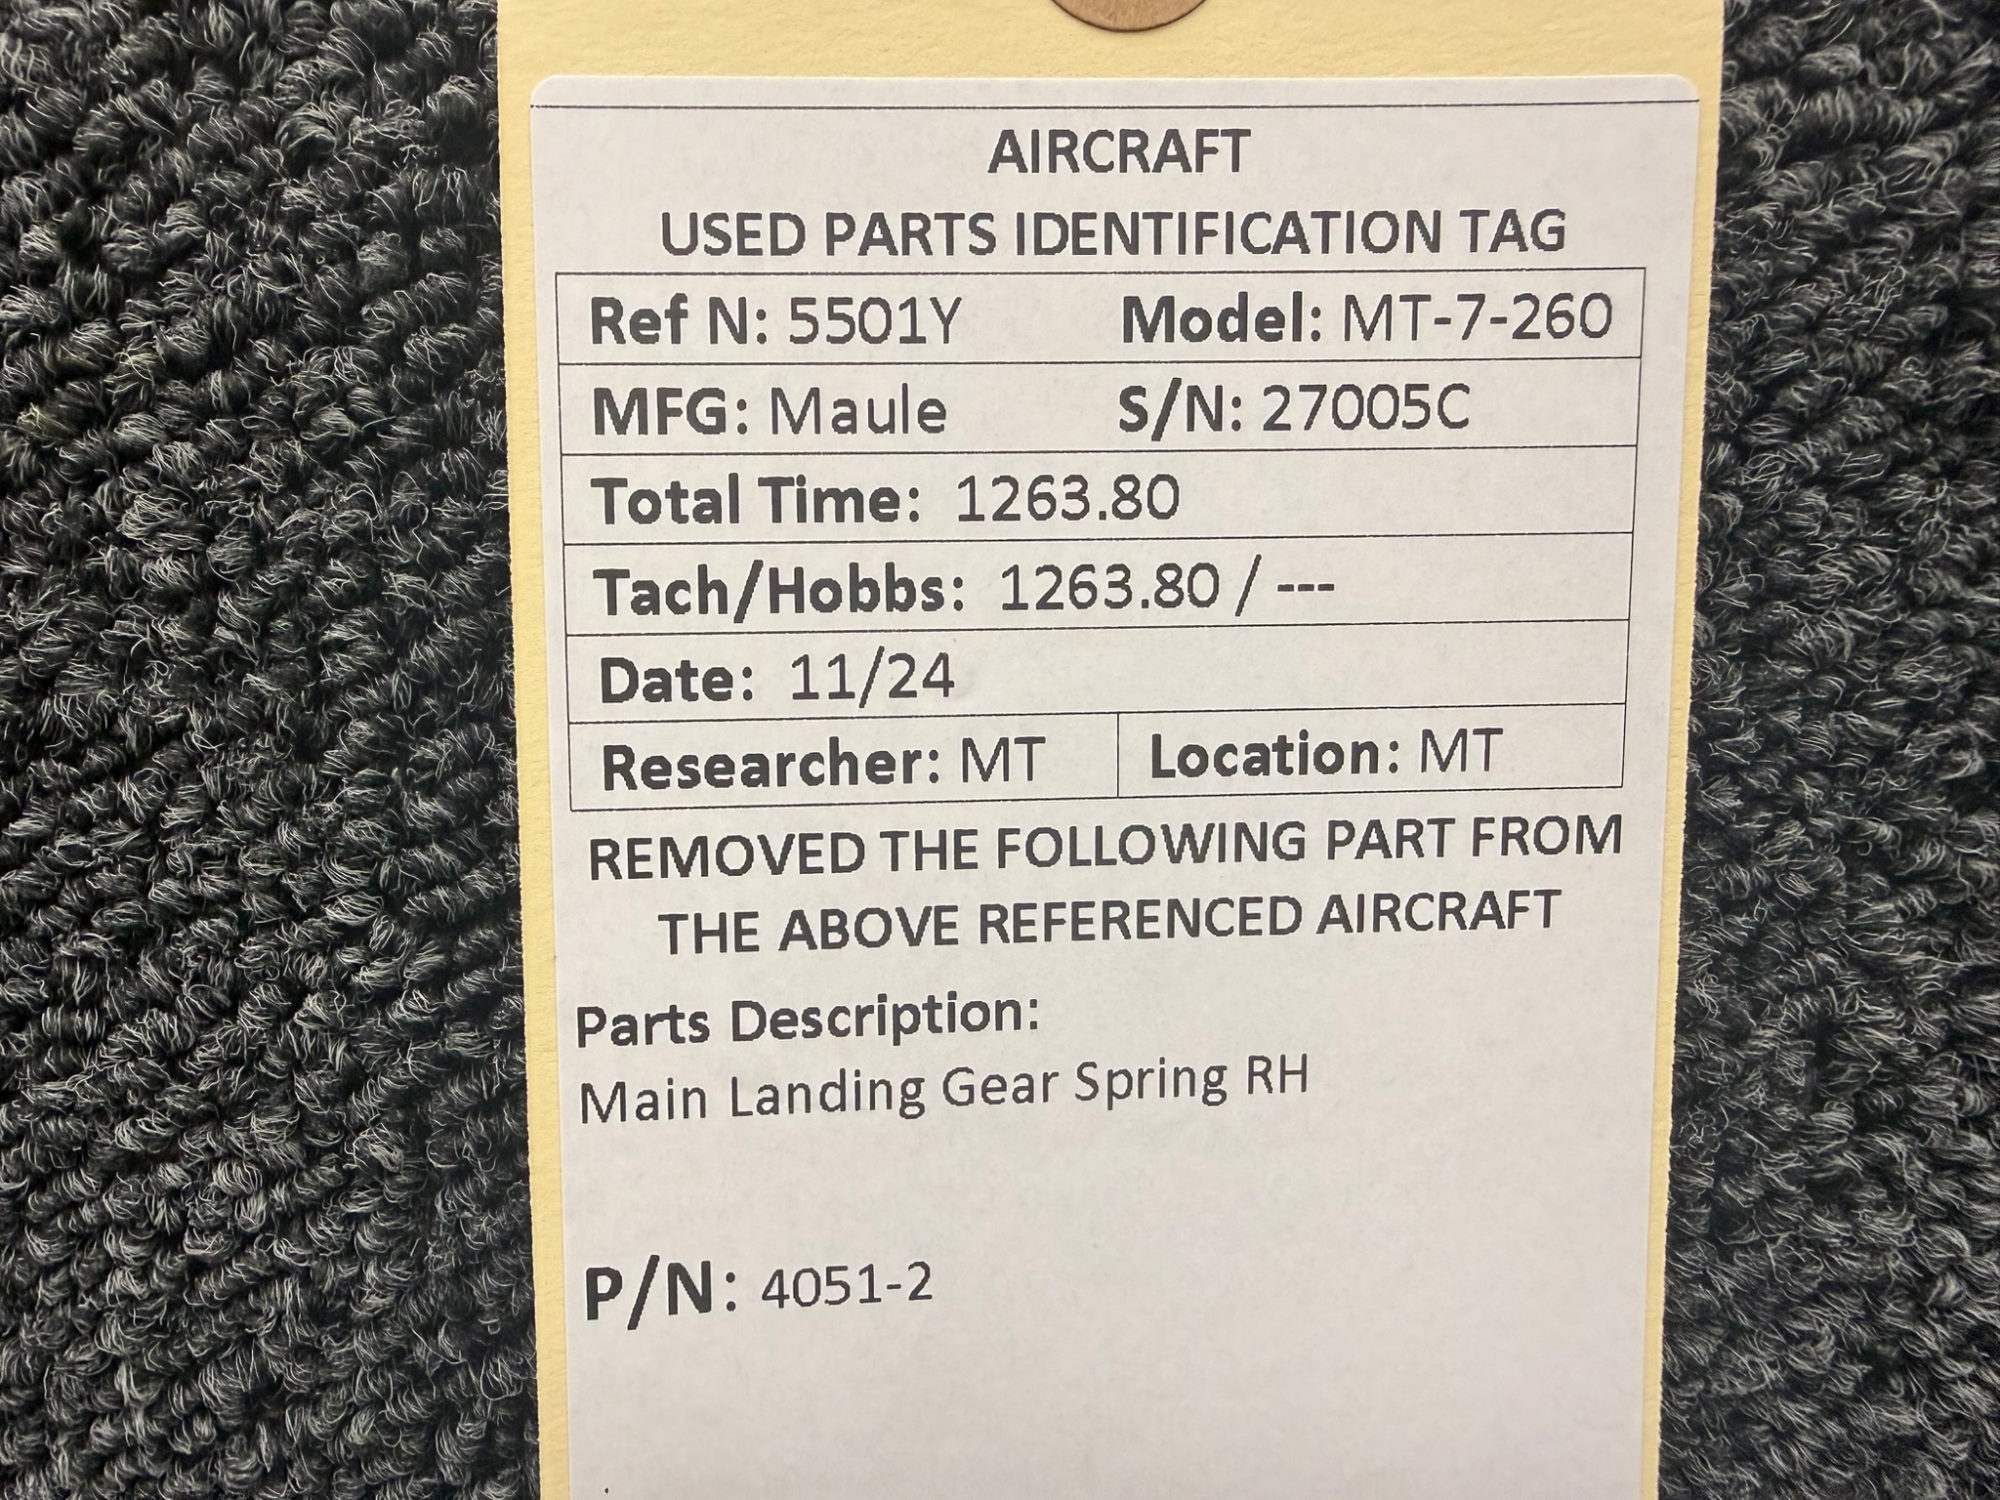 AIRCRAFT
USED PARTS IDENTIFICATION TAG
Ref N: 5501Y Model: MT-7-260
MFG: Maule S/N: 27005C
Total Time: 1263.80
Tach/Hobbs: 1263.80 / ---
Date: 11/24
Researcher: MT Location: MT
REMOVED THE FOLLOWING PART FROM
THE ABOVE REFERENCED AIRCRAFT
Parts Description:
Main Landing Gear Spring RH
P/N: 4051-2